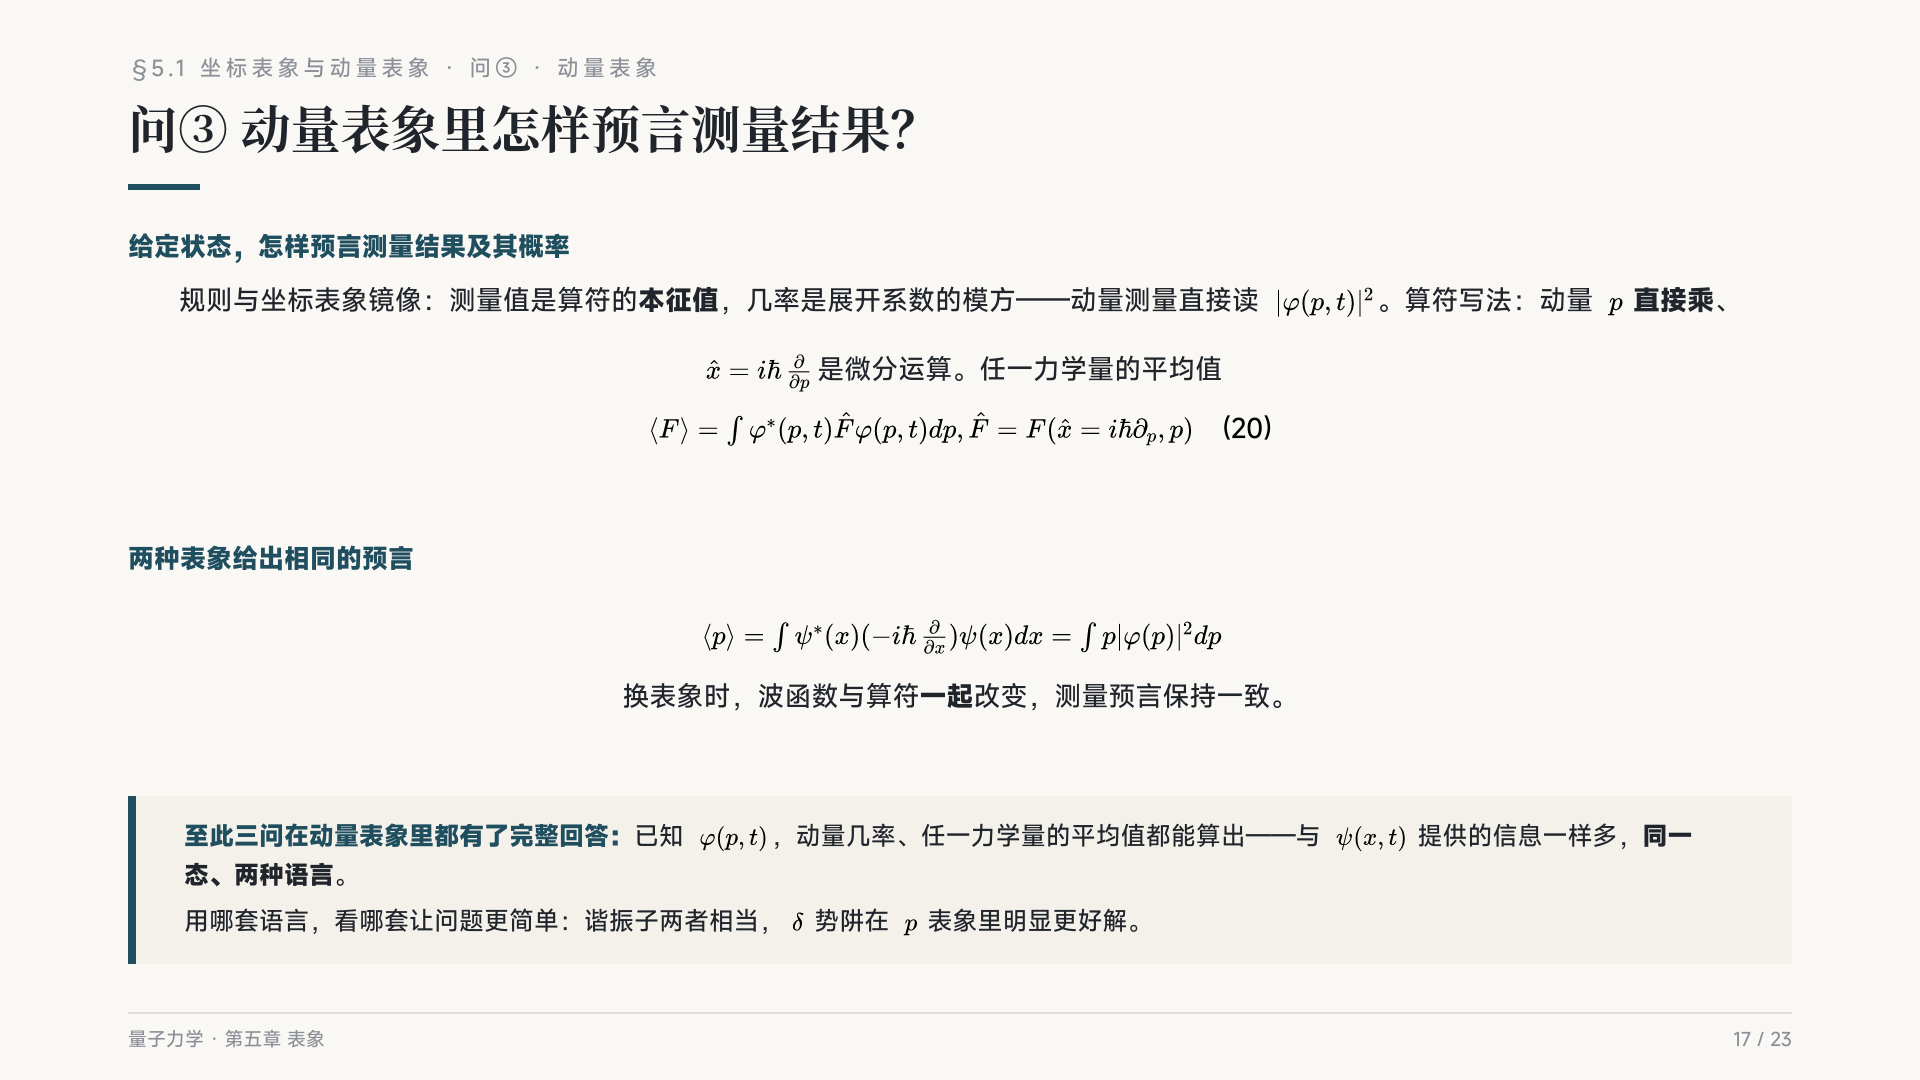 §5.1 坐标表象与动量表象 · 问③ · 动量表象
问③ 动量表象里怎样预言测量结果?
给定状态，怎样预言测量结果及其概率
规则与坐标表象镜像：测量值是算符的本征值，几率是展开系数的模方——动量测量直接读 |φ(p,t)|²。算符写法：动量 p 直接乘、
x̂ = iħ ∂/∂p 是微分运算。任一力学量的平均值
⟨F⟩ = ∫ φ*(p,t)F̂φ(p,t)dp, F̂ = F(x̂ = iħ∂ₚ, p) (20)
两种表象给出相同的预言
⟨p⟩ = ∫ ψ*(x)(−iħ ∂/∂x)ψ(x)dx = ∫ p|φ(p)|²dp
换表象时，波函数与算符一起改变，测量预言保持一致。
至此三问在动量表象里都有了完整回答：已知 φ(p,t)，动量几率、任一力学量的平均值都能算出——与 ψ(x,t) 提供的信息一样多，同一
态、两种语言。
用哪套语言，看哪套让问题更简单：谐振子两者相当， δ 势阱在 p 表象里明显更好解。
量子力学 · 第五章 表象
17 / 23